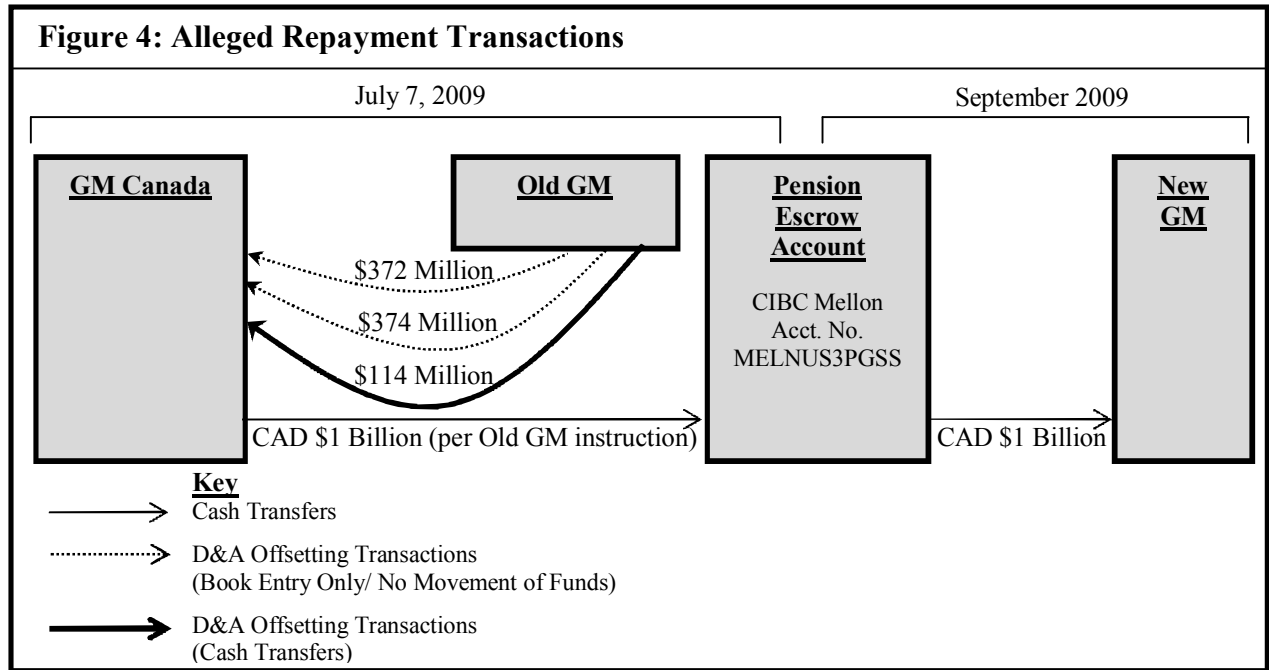 Figure 4: Alleged Repayment Transactions
July 7, 2009
September 2009
GM Canada
Old GM
Pension
Escrow
Account
CIBC Mellon
Acct. No.
MELNUS3PGSS
New
GM
$372 Million
$374 Million
$114 Million
CAD $1 Billion (per Old GM instruction)
CAD $1 Billion
Key
Cash Transfers
D&A Offsetting Transactions
(Book Entry Only/ No Movement of Funds)
D&A Offsetting Transactions
(Cash Transfers)